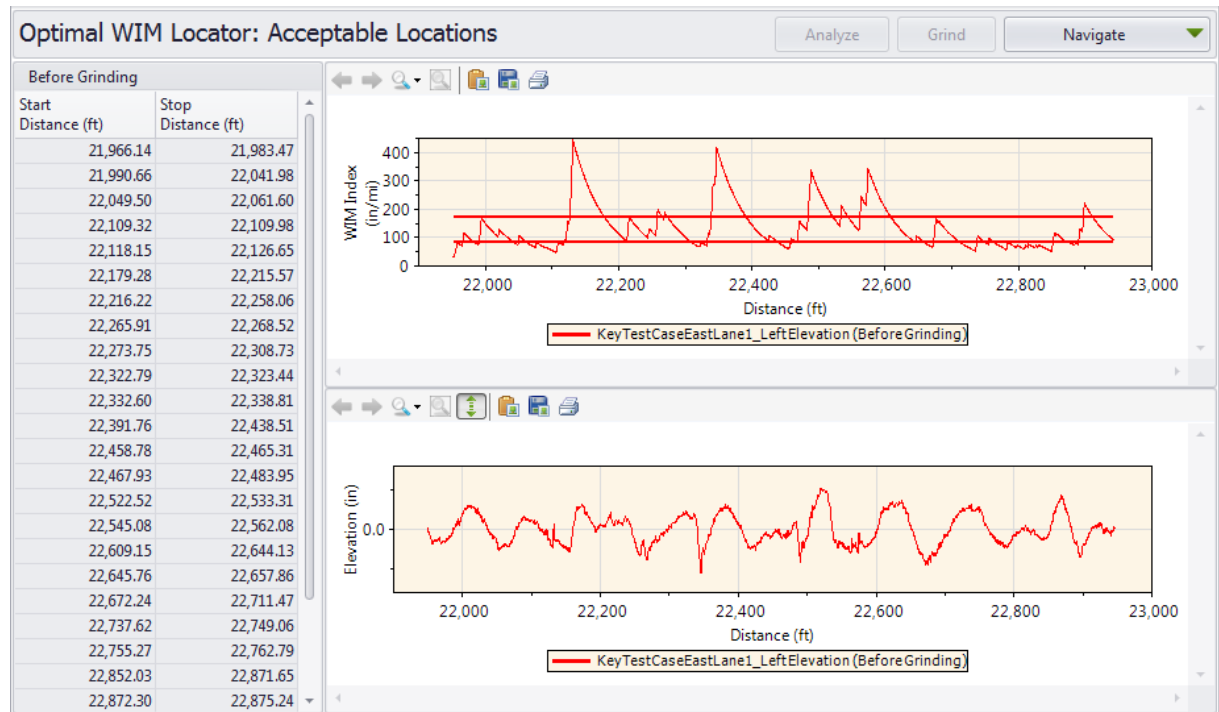 Optimal WIM Locator: Acceptable Locations
Analyze
Grind
Navigate
Before Grinding
Start Distance (ft) Stop Distance (ft)
21,966.14 21,983.47
21,990.66 22,041.98
22,049.50 22,061.60
22,109.32 22,109.98
22,118.15 22,126.65
22,179.28 22,215.57
22,216.22 22,258.06
22,265.91 22,268.52
22,273.75 22,308.73
22,322.79 22,323.44
22,332.60 22,338.81
22,391.76 22,438.51
22,458.78 22,465.31
22,467.93 22,483.95
22,522.52 22,533.31
22,545.08 22,562.08
22,609.15 22,644.13
22,645.76 22,657.86
22,672.24 22,711.47
22,737.62 22,749.06
22,755.27 22,762.79
22,852.03 22,871.65
22,872.30 22,875.24
WIM Index
(in/mi)
400
300
200
100
0
22,000 22,200 22,400 22,600 22,800 23,000
Distance (ft)
KeyTestCaseEastLane1_LeftElevation (Before Grinding)
Elevation (in)
0.0
22,000 22,200 22,400 22,600 22,800 23,000
Distance (ft)
KeyTestCaseEastLane1_LeftElevation (Before Grinding)